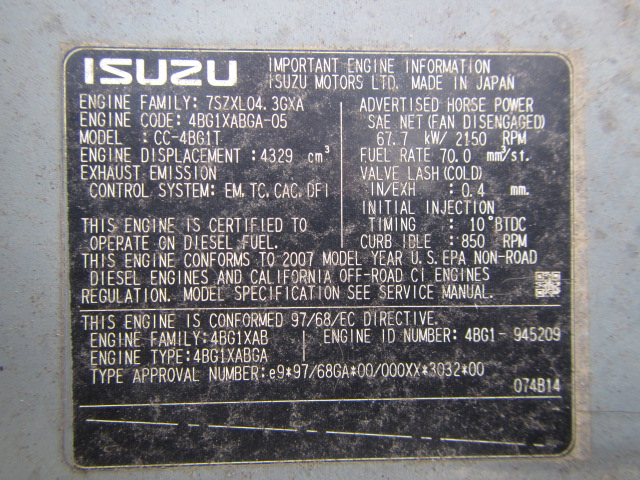 ISUZU
IMPORTANT ENGINE INFORMATION
ISUZU MOTORS LTD. MADE IN JAPAN
ENGINE FAMILY: 7SZXL04.3GXA
ENGINE CODE: 4BG1XABGA-05
MODEL : CC-4BG1T
ENGINE DISPLACEMENT: 4329 cm³
EXHAUST EMISSION
CONTROL SYSTEM: EM, TC, CAC, DFI
THIS ENGINE IS CERTIFIED TO
OPERATE ON DIESEL FUEL.
ADVERTISED HORSE POWER
SAE NET (FAN DISENGAGED)
67.7 kW/ 2150 RPM
FUEL RATE 70.0 mm³/st.
VALVE LASH (COLD)
IN/EXH : 0.4 mm.
INITIAL INJECTION
TIMING : 10°BTDC
CURB IDLE : 850 RPM
THIS ENGINE CONFORMS TO 2007 MODEL YEAR U.S. EPA NON-ROAD
DIESEL ENGINES AND CALIFORNIA OFF-ROAD CI ENGINES
REGULATION. MODEL SPECIFICATION SEE SERVICE MANUAL.
THIS ENGINE IS CONFORMED 97/68/EC DIRECTIVE.
ENGINE FAMILY: 4BG1XAB
ENGINE ID NUMBER: 4BG1- 945209
ENGINE TYPE: 4BG1XABGA
TYPE APPROVAL NUMBER: e9*97/68GA*00/000XX*3032*00
074B14